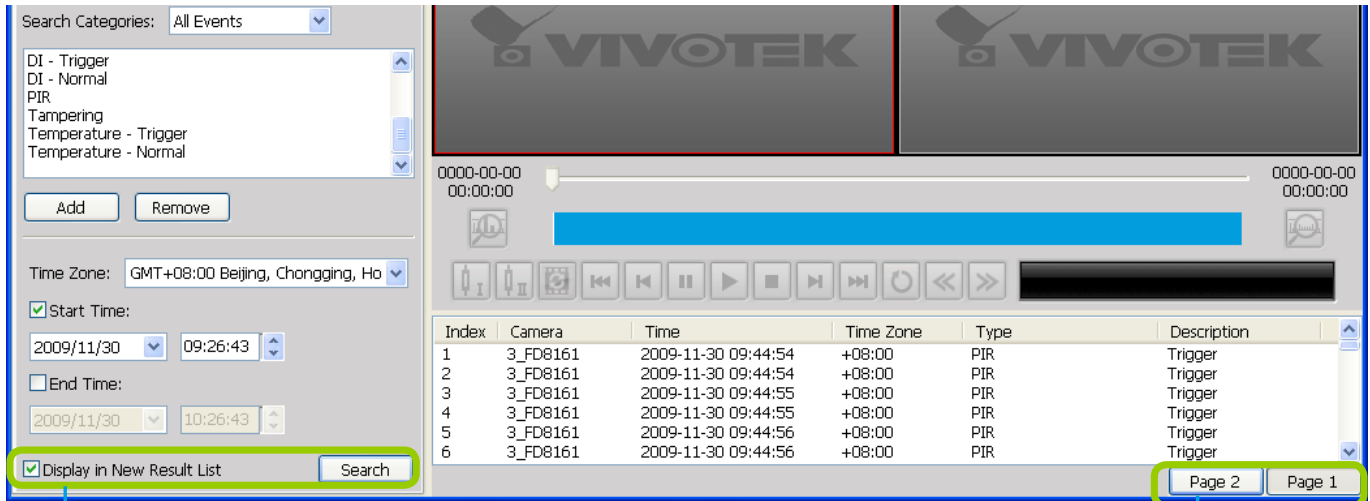 Search Categories: All Events
DI - Trigger
DI - Normal
PIR
Tampering
Temperature - Trigger
Temperature - Normal
Add Remove
Time Zone: GMT+08:00 Beijing, Chongging, Ho
Start Time:
2009/11/30 09:26:43
End Time:
2009/11/30 10:26:43
Display in New Result List Search
VIVOTEK VIVOTEK
0000-00-00 0000-00-00
00:00:00 00:00:00
I II
Index Camera Time Time Zone Type Description
1 3_FD8161 2009-11-30 09:44:54 +08:00 PIR Trigger
2 3_FD8161 2009-11-30 09:44:54 +08:00 PIR Trigger
3 3_FD8161 2009-11-30 09:44:55 +08:00 PIR Trigger
4 3_FD8161 2009-11-30 09:44:55 +08:00 PIR Trigger
5 3_FD8161 2009-11-30 09:44:56 +08:00 PIR Trigger
6 3_FD8161 2009-11-30 09:44:56 +08:00 PIR Trigger
Page 2 Page 1